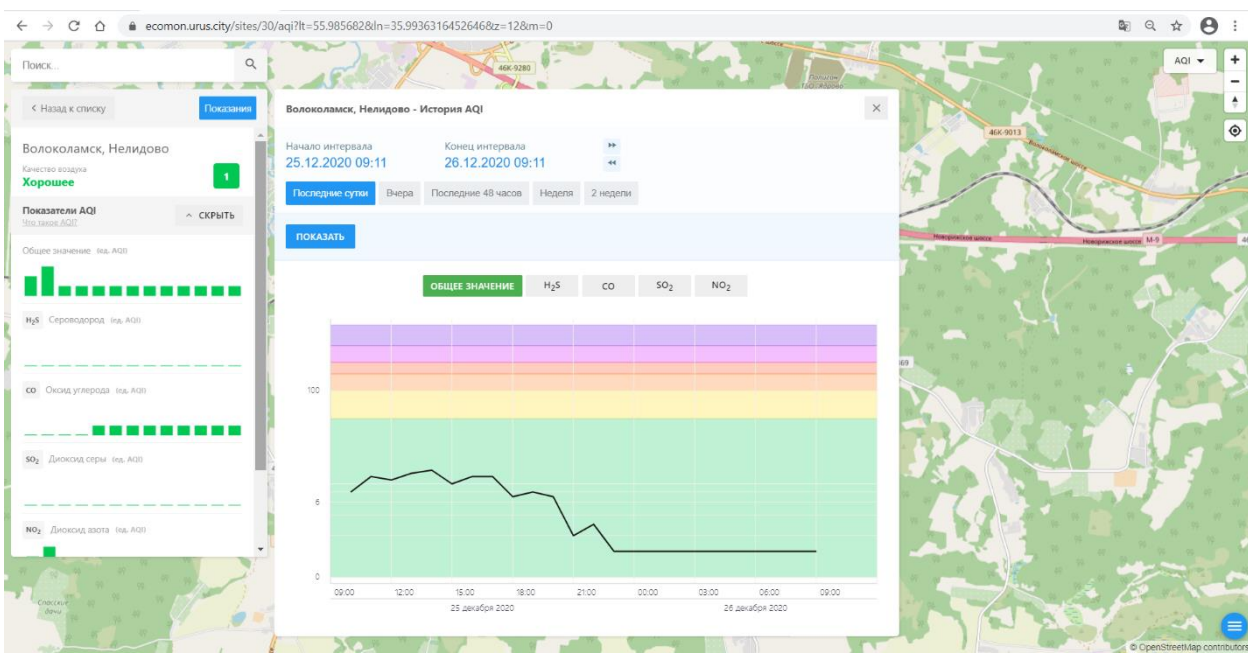 ecomon.urus.city/sites/30/aqi?lt=55.985682&ln=35.9936316452646&z=12&m=0
Поиск...
46К-9280
AQI
< Назад к списку
Показания
Волоколамск, Нелидово - История AQI
46К-9013
Волоколамск, Нелидово
Качество воздуха
Хорошее
1
Начало интервала
Конец интервала
25.12.2020 09:11
26.12.2020 09:11
Последние сутки
Вчера
Последние 48 часов
Неделя
2 недели
Показатели AQI
Что такое AQI?
СКРЫТЬ
ПОКАЗАТЬ
Новорижское шоссе
Новорижское шоссе
М-9
Общее значение (ед. AQI)
ОБЩЕЕ ЗНАЧЕНИЕ
H₂S
CO
SO₂
NO₂
H₂S Сероводород (ед. AQI)
CO Оксид углерода (ед. AQI)
SO₂ Диоксид серы (ед. AQI)
NO₂ Диоксид азота (ед. AQI)
100
6
0
09:00 12:00 15:00 18:00 21:00 00:00 03:00 06:00 09:00
25 декабря 2020
26 декабря 2020
Спасские
дачи
© OpenStreetMap contributors